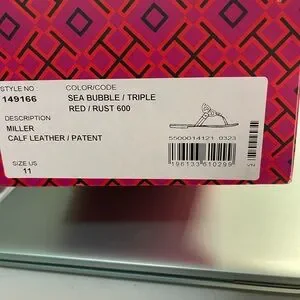 STYLE NO
COLOR/CODE
149166
SEA BUBBLE / TRIPLE
RED / RUST 600
DESCRIPTION
MILLER
CALF LEATHER / PATENT
5500014121 0323
196133610299
SIZE US
11